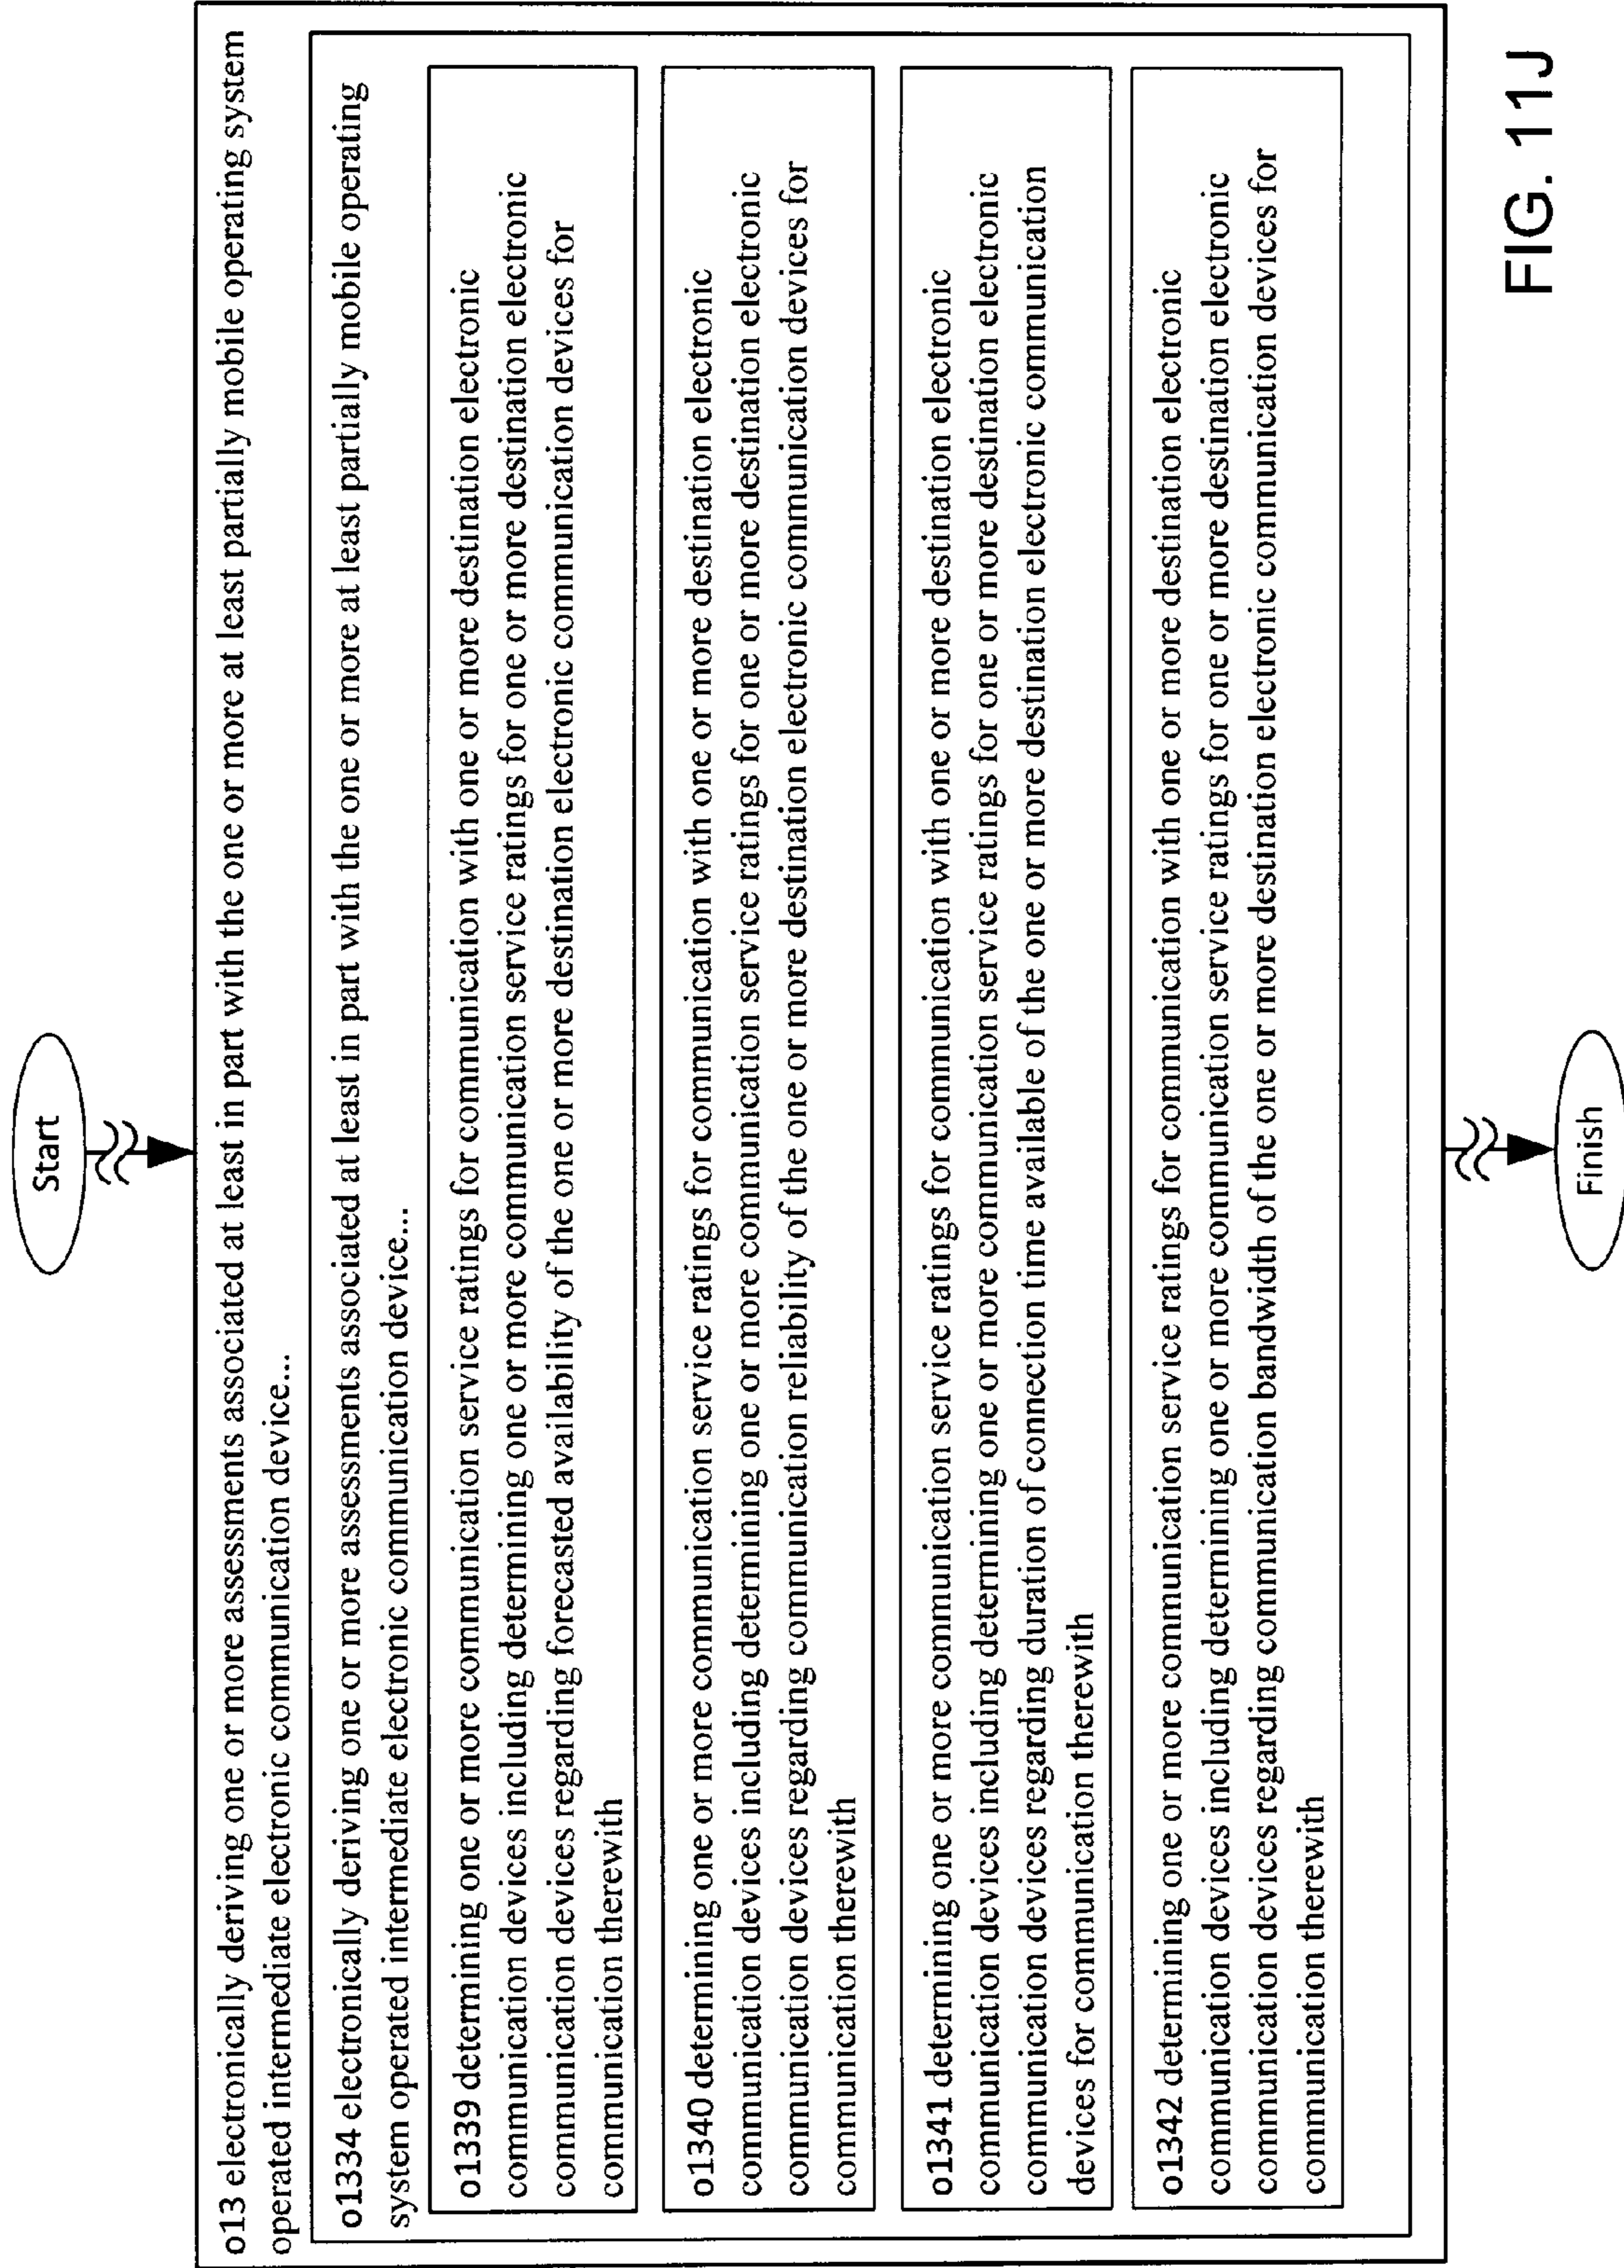 Start
o13 electronically deriving one or more assessments associated at least in part with the one or more at least partially mobile operating system
operated intermediate electronic communication device...
o1334 electronically deriving one or more assessments associated at least in part with the one or more at least partially mobile operating
system operated intermediate electronic communication device...
o1339 determining one or more communication service ratings for communication with one or more destination electronic
communication devices including determining one or more communication service ratings for one or more destination electronic
communication devices regarding forecasted availability of the one or more destination electronic communication devices for
communication therewith
o1340 determining one or more communication service ratings for communication with one or more destination electronic
communication devices including determining one or more communication service ratings for one or more destination electronic
communication devices regarding communication reliability of the one or more destination electronic communication devices for
communication therewith
o1341 determining one or more communication service ratings for communication with one or more destination electronic
communication devices including determining one or more communication service ratings for one or more destination electronic
communication devices regarding duration of connection time available of the one or more destination electronic communication
devices for communication therewith
o1342 determining one or more communication service ratings for communication with one or more destination electronic
communication devices including determining one or more communication service ratings for one or more destination electronic
communication devices regarding communication bandwidth of the one or more destination electronic communication devices for
communication therewith
Finish
FIG. 11J